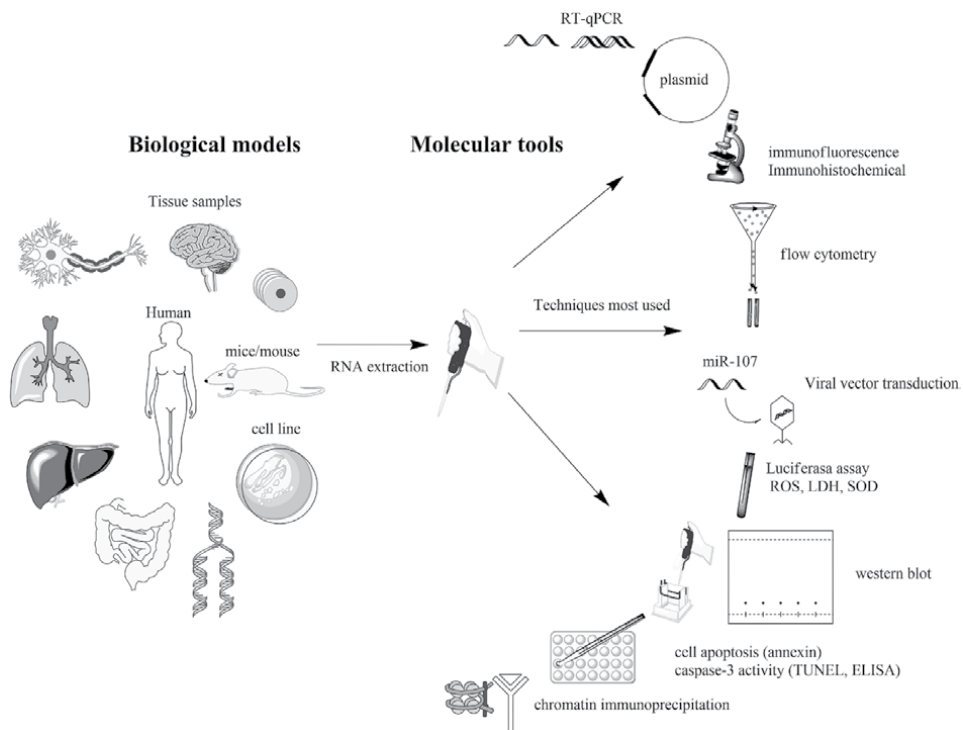 RT-qPCR
plasmid
Biological models
Molecular tools
immunofluorescence
Immunohistochemical
Tissue samples
flow cytometry
Human
Techniques most used
mice/mouse
RNA extraction
miR-107
Viral vector transduction
cell line
Luciferasa assay
ROS, LDH, SOD
western blot
cell apoptosis (annexin)
caspase-3 activity (TUNEL, ELISA)
chromatin immunoprecipitation